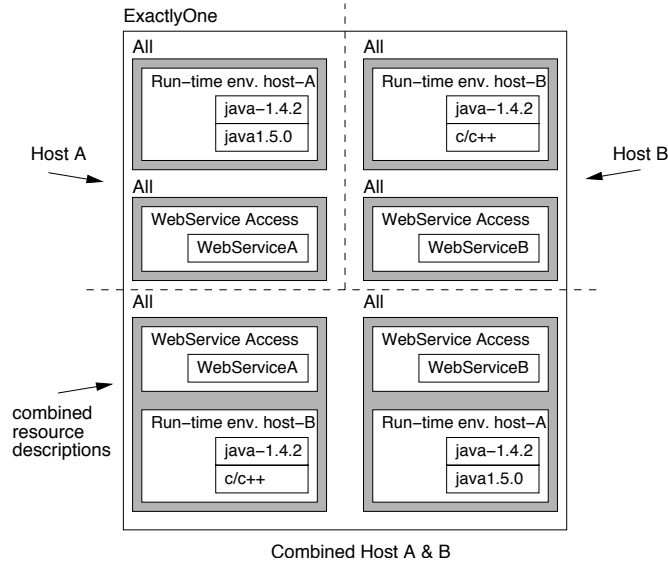 ExactlyOne
All
Run-time env. host-A
java-1.4.2
java1.5.0
All
Run-time env. host-B
java-1.4.2
c/c++
Host A
Host B
All
WebService Access
WebServiceA
All
WebService Access
WebServiceB
All
WebService Access
WebServiceA
Run-time env. host-B
java-1.4.2
c/c++
All
WebService Access
WebServiceB
Run-time env. host-A
java-1.4.2
java1.5.0
combined
resource
descriptions
Combined Host A & B